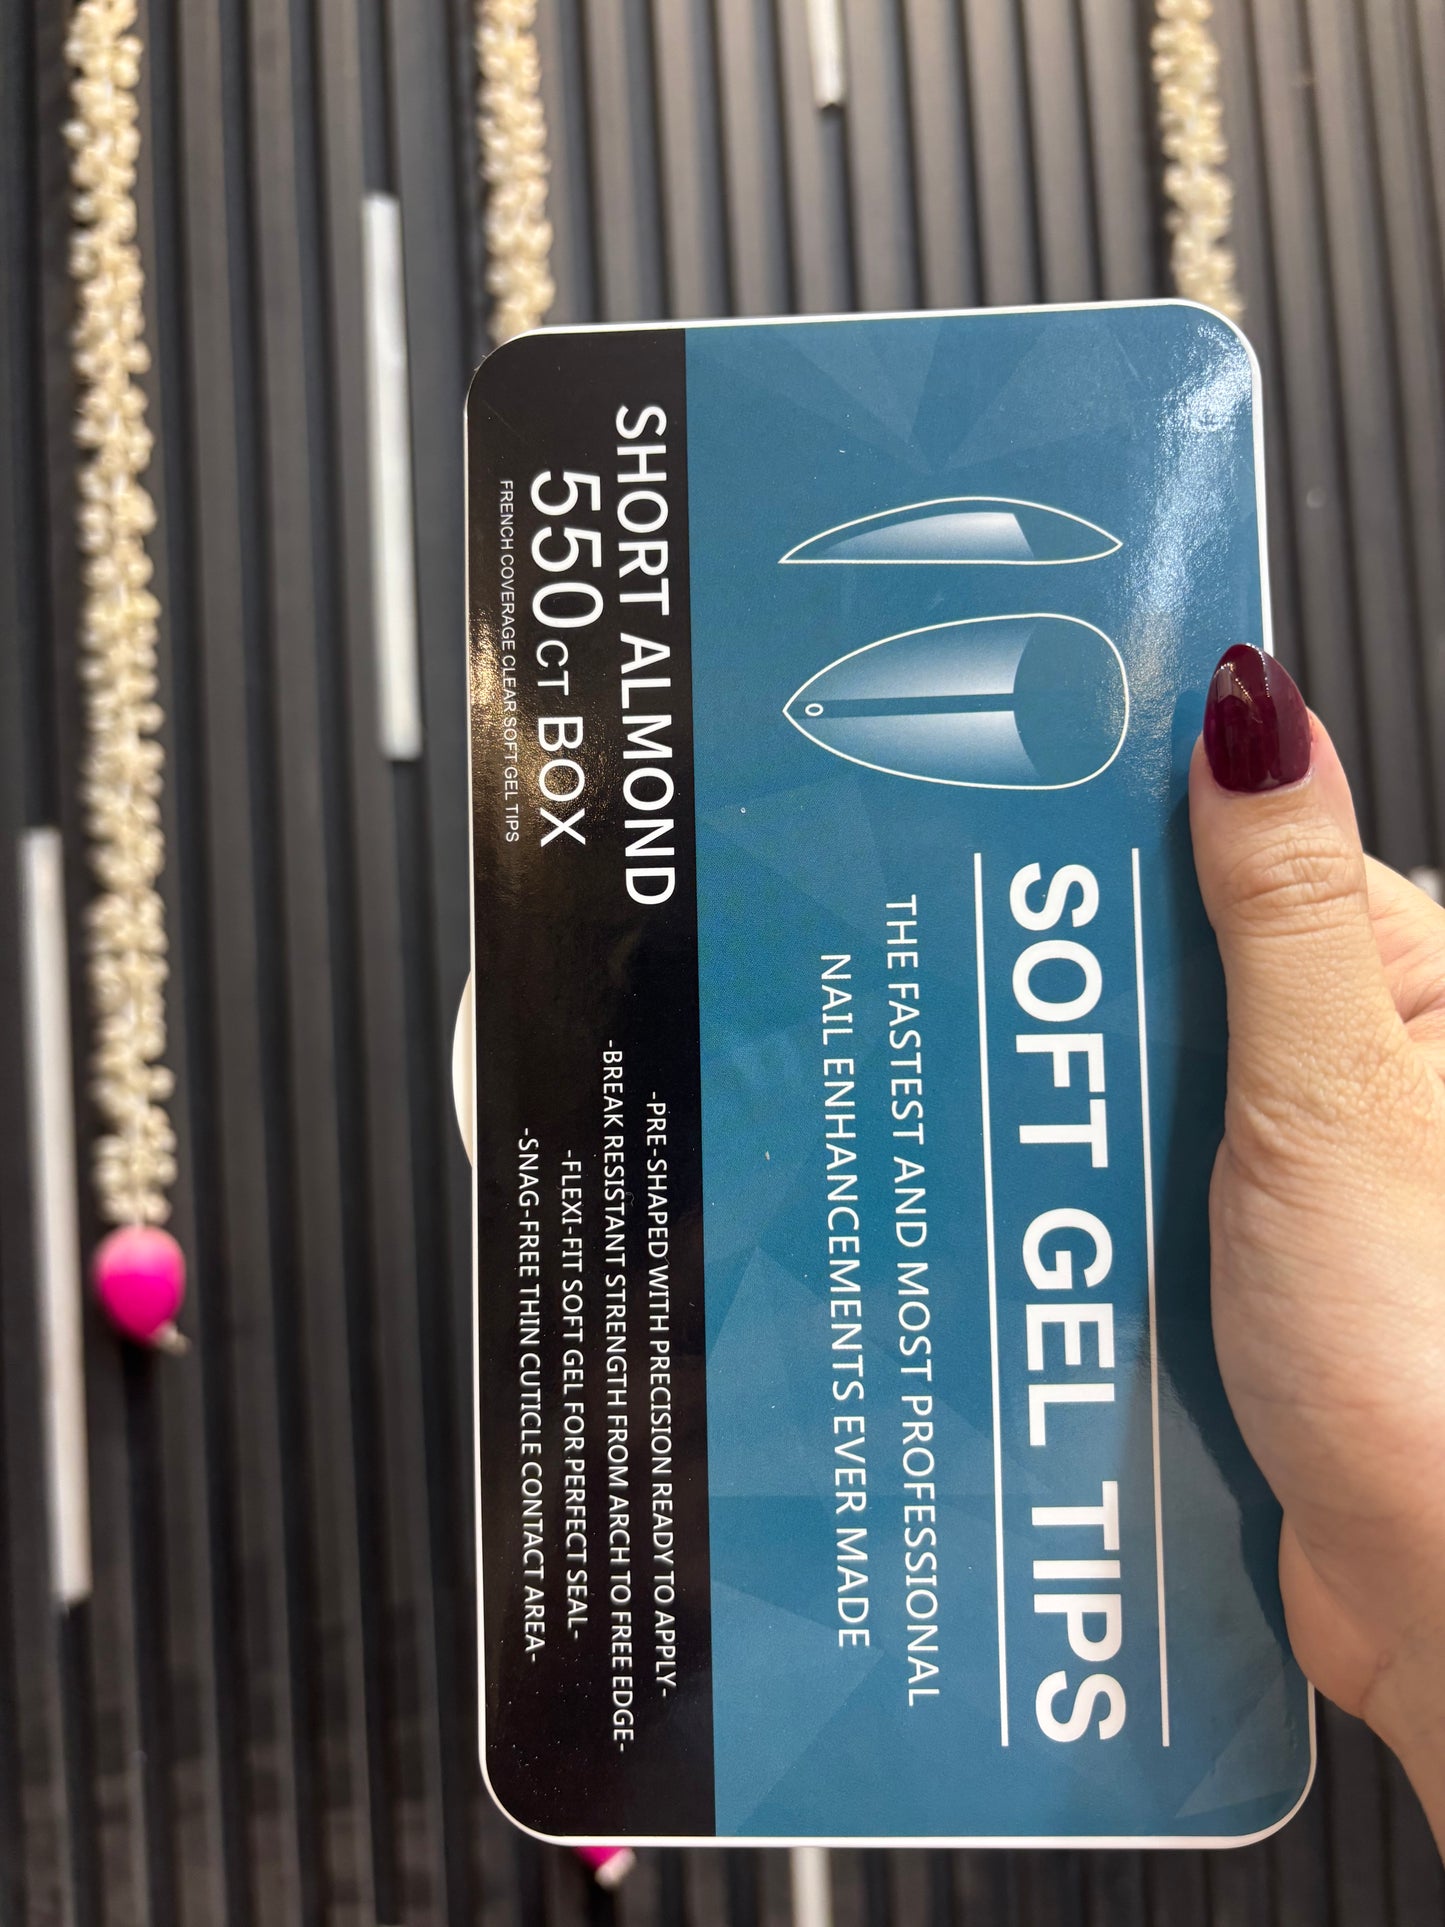 SOFT GEL TIPS
THE FASTEST AND MOST PROFESSIONAL
NAIL ENHANCEMENTS EVER MADE
0
SHORT ALMOND
550CT BOX
FRENCH COVERAGE CLEAR SOFT GEL TIPS
-PRE-SHAPED WITH PRECISION READY TO APPLY-
-BREAK RESISTANT STRENGTH FROM ARCH TO FREE EDGE-
-FLEXI-FIT SOFT GEL FOR PERFECT SEAL-
-SNAG-FREE THIN CUTICLE CONTACT AREA-